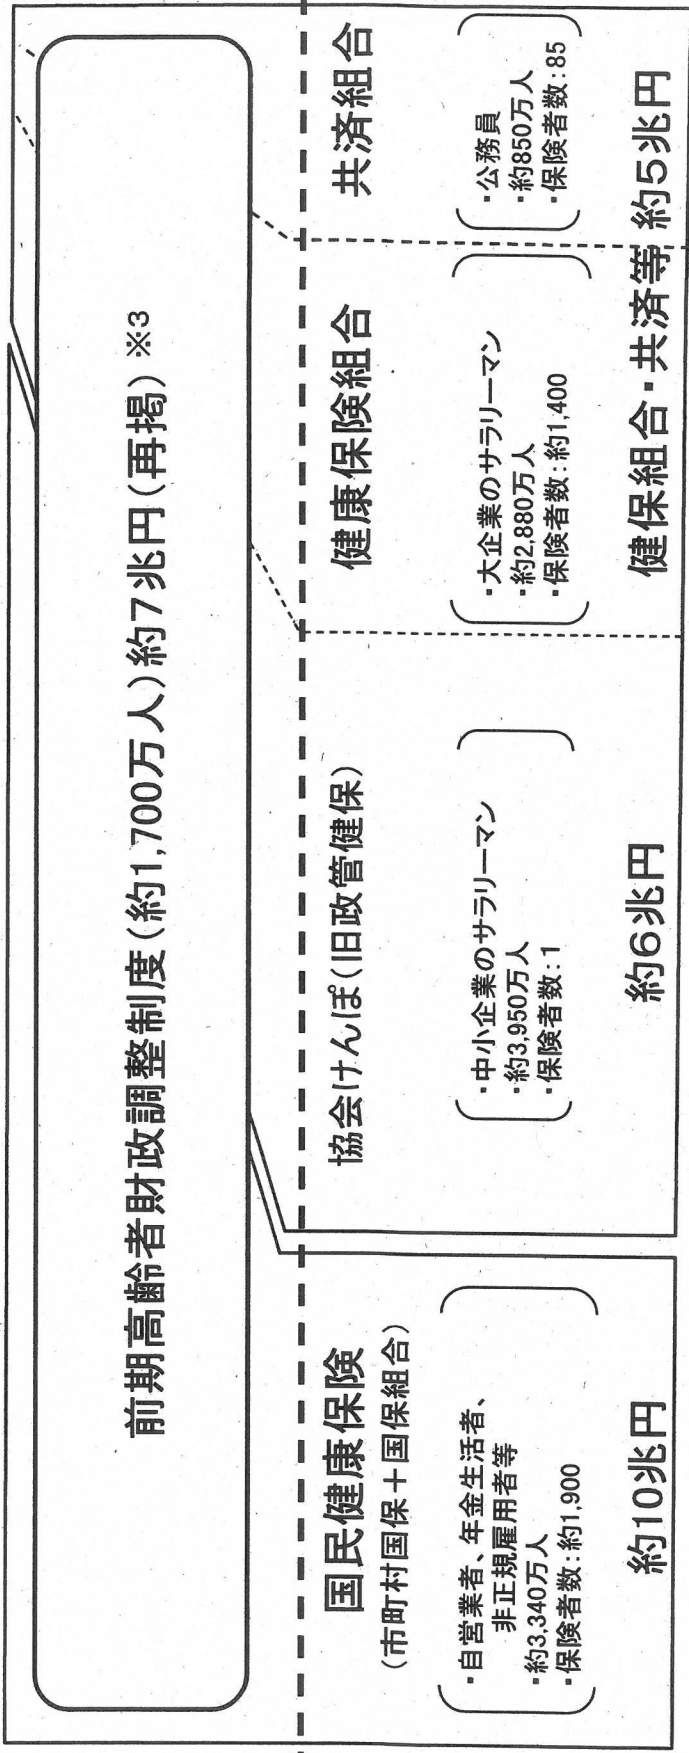 前期高齢者財政調整制度(約1,700万人)約7兆円(再掲) ※3
国民健康保険
(市町村国保+国保組合)
・自営業者、年金生活者、
非正規雇用者等
・約3,340万人
・保険者数:約1,900
約10兆円
協会けんぽ(旧政管健保)
・中小企業のサラリーマン
・約3,950万人
・保険者数:1
約6兆円
健康保険組合
・大企業のサラリーマン
・約2,880万人
・保険者数:約1,400
共済組合
・公務員
・約850万人
・保険者数:85
健保組合・共済等 約5兆円